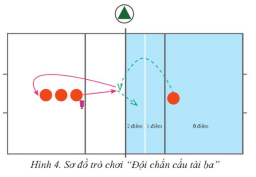 2 điểm 1 điểm 0 điểm
Hình 4. Sơ đồ trò chơi "Đội chắn cầu tài ba"